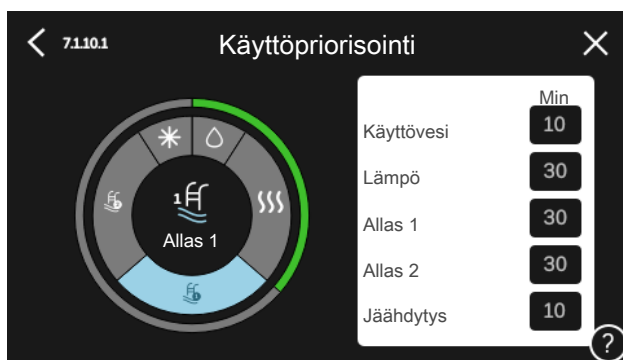 7.1.10.1 Käyttöpriorisointi
1
Allas 1
Min
Käyttövesi 10
Lämpö 30
Allas 1 30
Allas 2 30
Jäähdytys 10
?